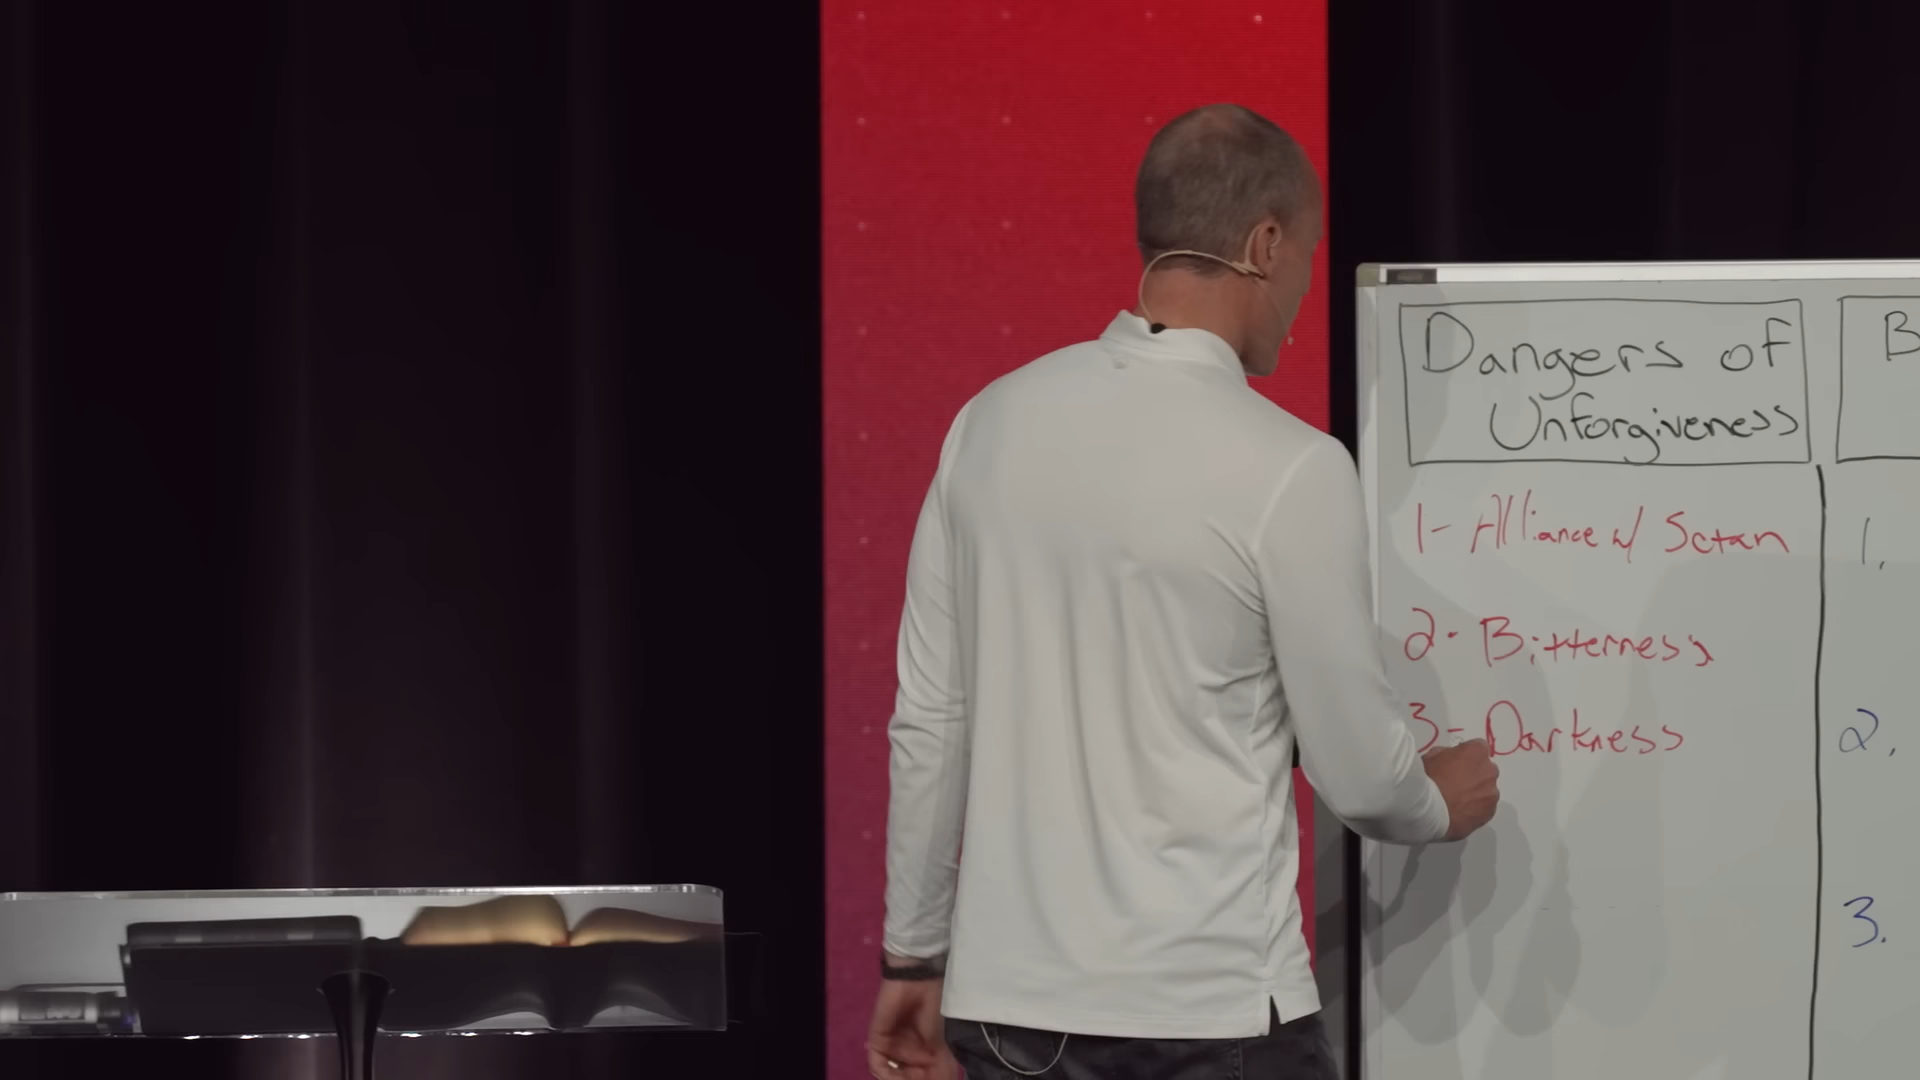 Dangers of
Unforgiveness
1- Alliance w/ Satan
2- Bitterness
3- Darkness
B
1.
2.
3.